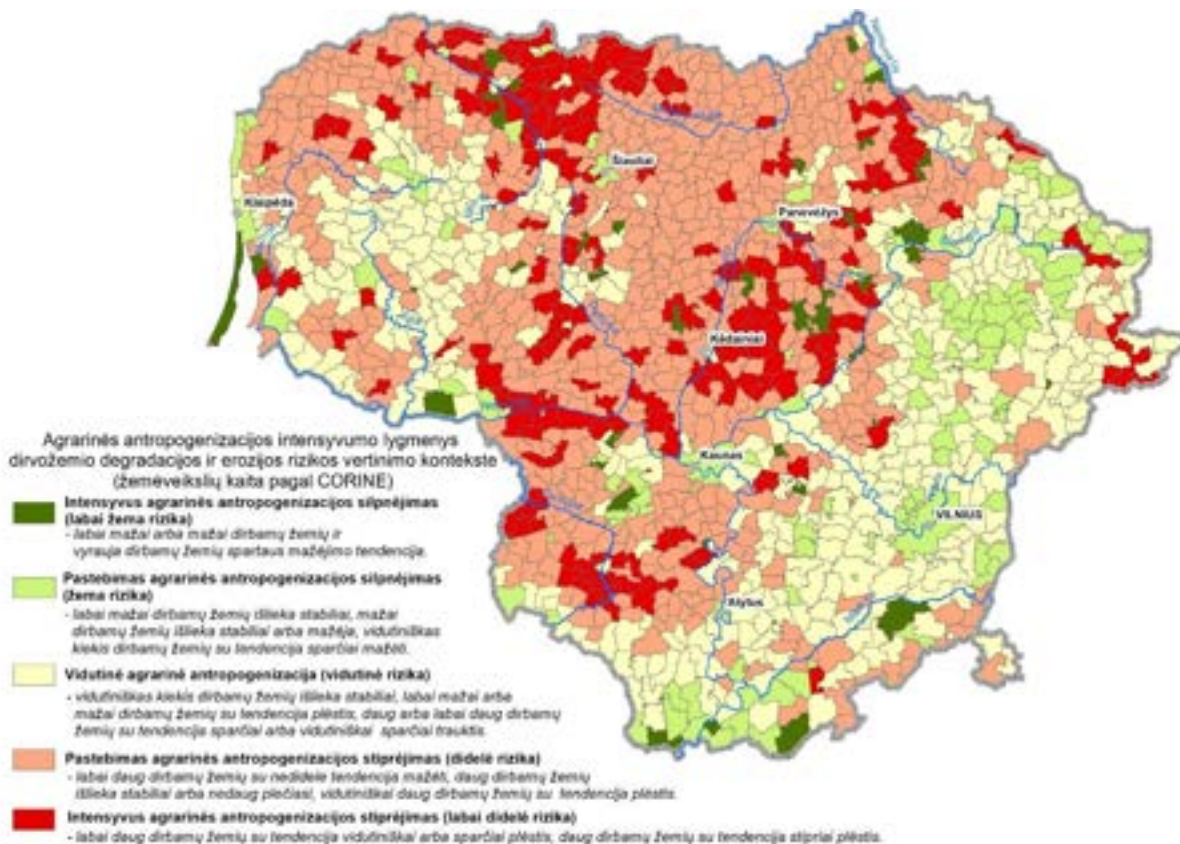 Šiauliai
Klaipėda
Panevėžys
Kėdainiai
Kaunas
VILNIUS
Alytus
Agrarinės antropogenizacijos intensyvumo lygmenys
dirvožemio degradacijos ir erozijos rizikos vertinimo kontekste
(žemėveikslių kaita pagal CORINE)
Intensyvus agrarinės antropogenizacijos silpnėjimas
(labai žema rizika)
- labai mažai arba mažai dirbamų žemių ir
vyrauja dirbamų žemių spartaus mažėjimo tendencija.
Pastebimas agrarinės antropogenizacijos silpnėjimas
(žema rizika)
- labai mažai dirbamų žemių išlieka stabiliai, mažai
dirbamų žemių išlieka stabiliai arba mažėja, vidutiniškas
kiekis dirbamų žemių su tendencija sparčiai mažėti.
Vidutinė agrarinė antropogenizacija (vidutinė rizika)
- vidutiniškas kiekis dirbamų žemių išlieka stabiliai, labai mažai arba
mažai dirbamų žemių su tendencija plėstis, daug arba labai daug dirbamų
žemių su tendencija sparčiai arba vidutiniškai sparčiai trauktis.
Pastebimas agrarinės antropogenizacijos stiprėjimas (didelė rizika)
- labai daug dirbamų žemių su nedidele tendencija mažėti, daug dirbamų žemių
išlieka stabiliai arba nedaug plečiasi, vidutiniškai daug dirbamų žemių su tendencija plėstis.
Intensyvus agrarinės antropogenizacijos stiprėjimas (labai didelė rizika)
- labai daug dirbamų žemių su tendencija vidutiniškai arba sparčiai plėstis, daug dirbamų žemių su tendencija stipriai plėstis.